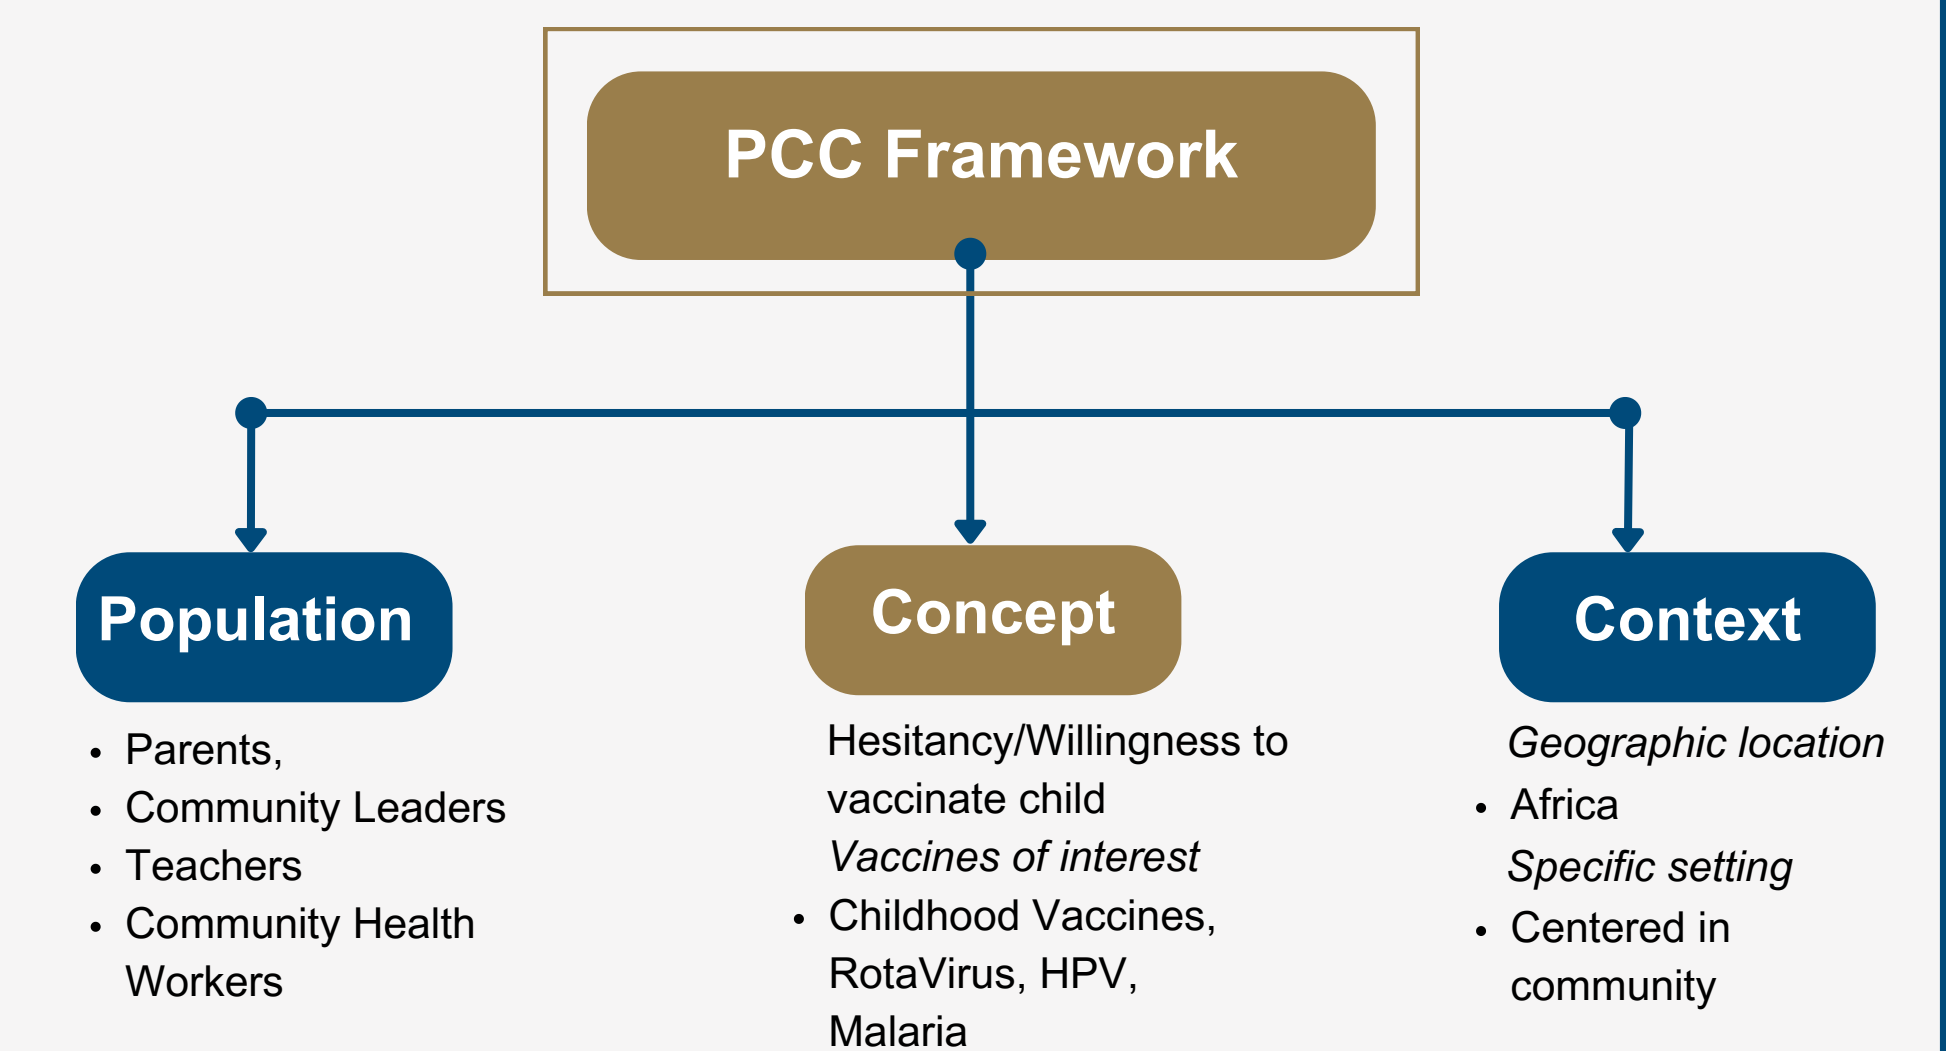 PCC Framework
Population
• Parents,
• Community Leaders
• Teachers
• Community Health
Workers
Concept
Hesitancy/Willingness to
vaccinate child
Vaccines of interest
• Childhood Vaccines,
RotaVirus, HPV,
Malaria
Context
Geographic location
• Africa
Specific setting
• Centered in
community